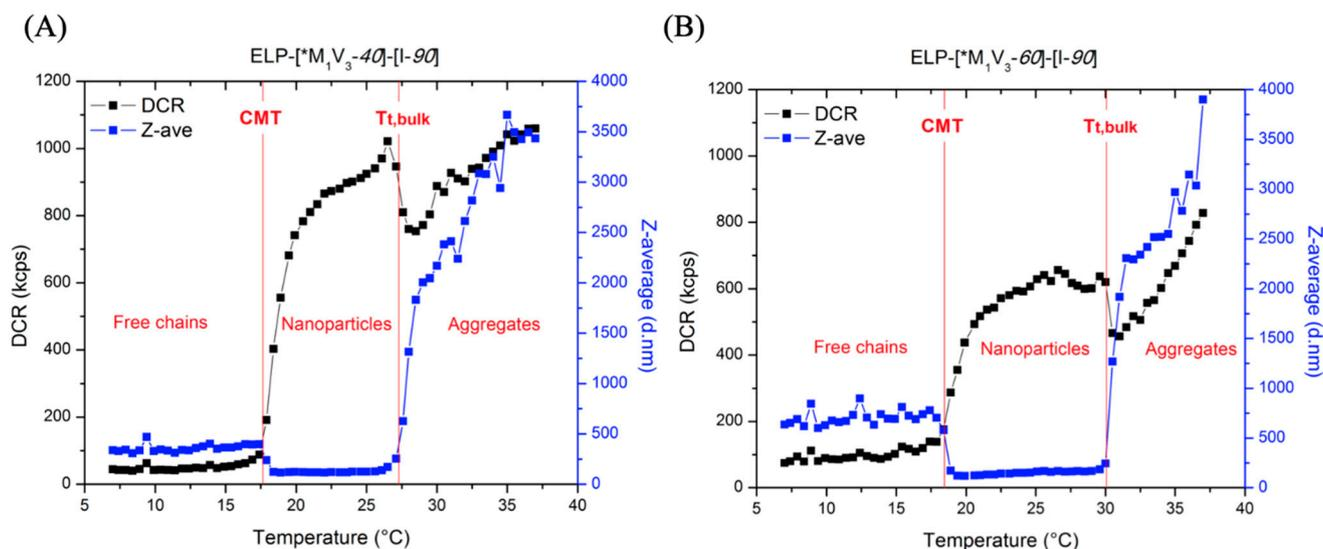 (A)
ELP-[*M₁V₃-40]-[I-90]
DCR
Z-ave
CMT
Tt,bulk
Free chains
Nanoparticles
Aggregates
DCR (kcps)
0
200
400
600
800
1000
1200
Z-average (d.nm)
0
500
1000
1500
2000
2500
3000
3500
4000
5 10 15 20 25 30 35 40
Temperature (°C)
(B)
ELP-[*M₁V₃-60]-[I-90]
DCR
Z-ave
CMT
Tt,bulk
Free chains
Nanoparticles
Aggregates
DCR (kcps)
0
200
400
600
800
1000
1200
Z-average (d.nm)
0
500
1000
1500
2000
2500
3000
3500
4000
5 10 15 20 25 30 35 40
Temperature (°C)